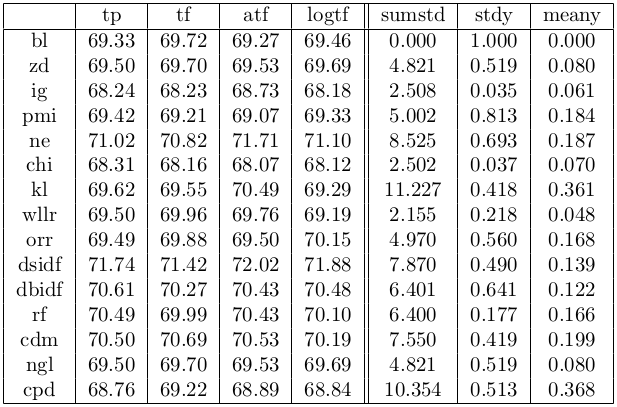 tp tf atf logtf sumstd stdy meany
bl 69.33 69.72 69.27 69.46 0.000 1.000 0.000
zd 69.50 69.70 69.53 69.69 4.821 0.519 0.080
ig 68.24 68.23 68.73 68.18 2.508 0.035 0.061
pmi 69.42 69.21 69.07 69.33 5.002 0.813 0.184
ne 71.02 70.82 71.71 71.10 8.525 0.693 0.187
chi 68.31 68.16 68.07 68.12 2.502 0.037 0.070
kl 69.62 69.55 70.49 69.29 11.227 0.418 0.361
wllr 69.50 69.96 69.76 69.19 2.155 0.218 0.048
orr 69.49 69.88 69.50 70.15 4.970 0.560 0.168
dsidf 71.74 71.42 72.02 71.88 7.870 0.490 0.139
dbidf 70.61 70.27 70.43 70.48 6.401 0.641 0.122
rf 70.49 69.99 70.43 70.10 6.400 0.177 0.166
cdm 70.50 70.69 70.53 70.19 7.550 0.419 0.199
ngl 69.50 69.70 69.53 69.69 4.821 0.519 0.080
cpd 68.76 69.22 68.89 68.84 10.354 0.513 0.368